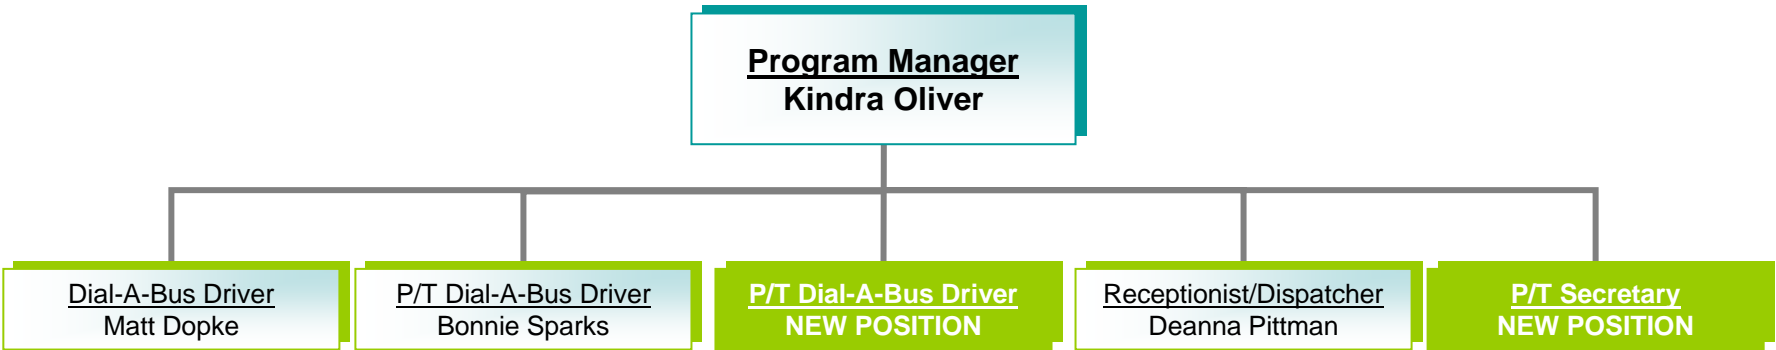 Program Manager
Kindra Oliver
Dial-A-Bus Driver
Matt Dopke
P/T Dial-A-Bus Driver
Bonnie Sparks
P/T Dial-A-Bus Driver
NEW POSITION
Receptionist/Dispatcher
Deanna Pittman
P/T Secretary
NEW POSITION